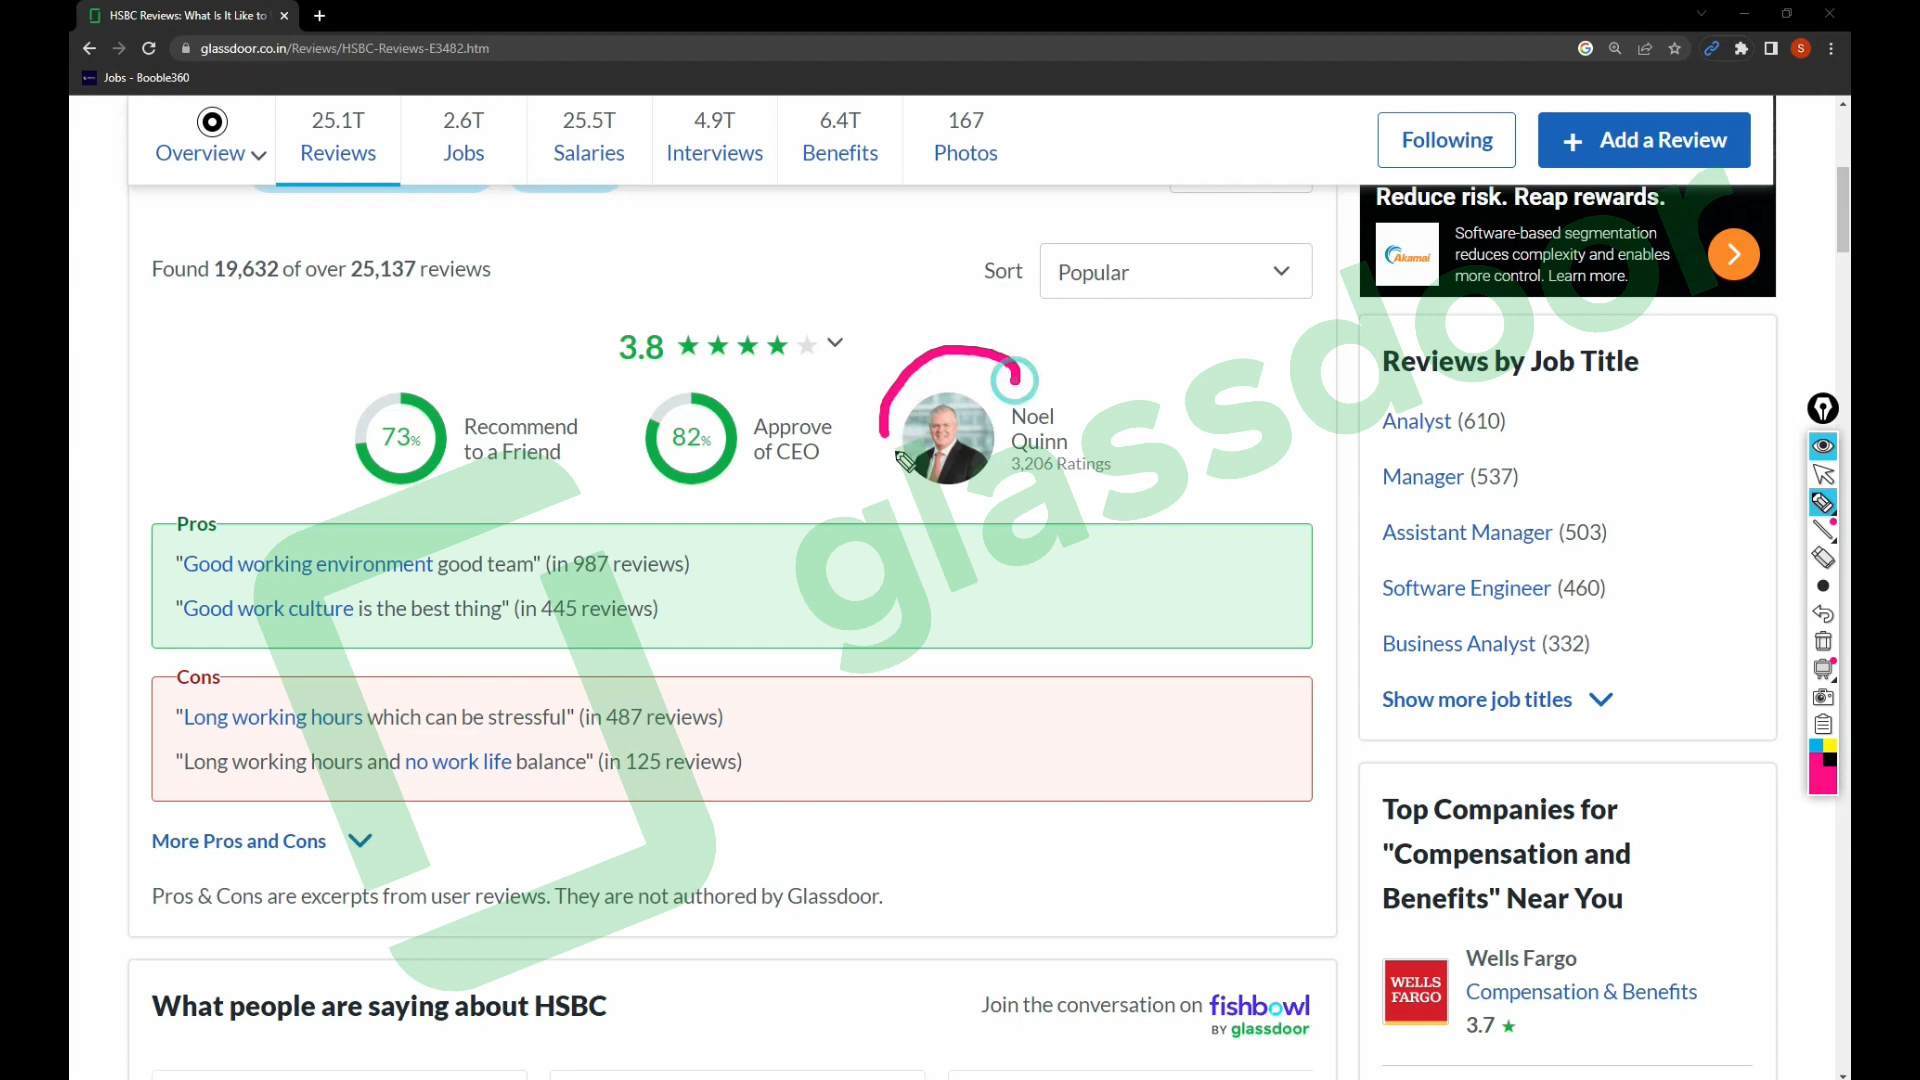 HSBC Reviews: What Is It Like to
glassdoor.co.in/Reviews/HSBC-Reviews-E3482.htm
S
Jobs - Booble360
Overview
25.1T
Reviews
2.6T
Jobs
25.5T
Salaries
4.9T
Interviews
6.4T
Benefits
167
Photos
Following
+ Add a Review
Found 19,632 of over 25,137 reviews
Sort
Popular
3.8
73%
Recommend
to a Friend
82%
Approve
of CEO
Noel
Quinn
3,206 Ratings
Pros
"Good working environment good team" (in 987 reviews)
"Good work culture is the best thing" (in 445 reviews)
Cons
"Long working hours which can be stressful" (in 487 reviews)
"Long working hours and no work life balance" (in 125 reviews)
More Pros and Cons
Pros & Cons are excerpts from user reviews. They are not authored by Glassdoor.
What people are saying about HSBC
Join the conversation on fishbowl
BY glassdoor
Reduce risk. Reap rewards.
Akamai
Software-based segmentation
reduces complexity and enables
more control. Learn more.
Reviews by Job Title
Analyst (610)
Manager (537)
Assistant Manager (503)
Software Engineer (460)
Business Analyst (332)
Show more job titles
Top Companies for
"Compensation and
Benefits" Near You
WELLS
FARGO
Wells Fargo
Compensation & Benefits
3.7
glassdoor